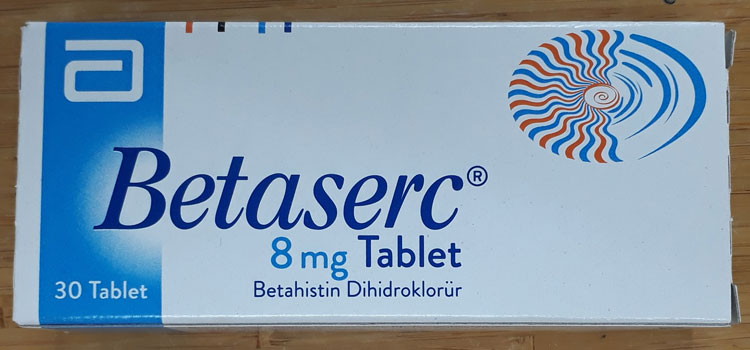 Betaserc®
8 mg Tablet
30 Tablet
Betahistin Dihidroklorür